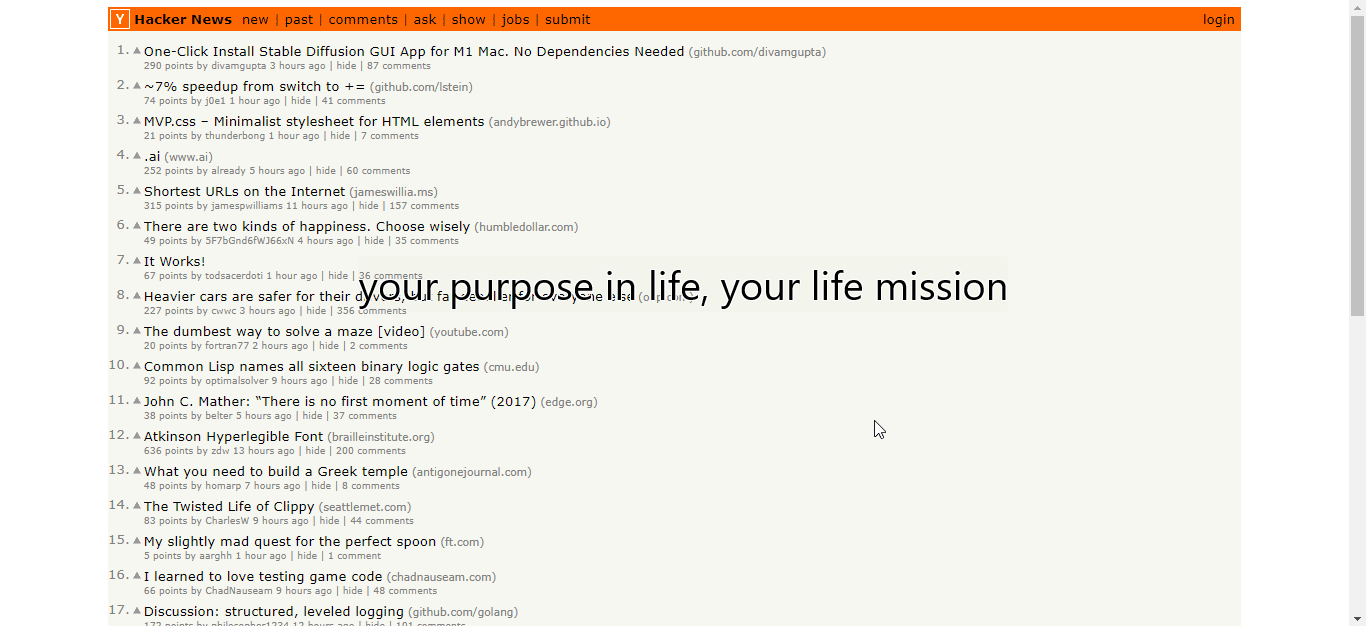 Y Hacker News new | past | comments | ask | show | jobs | submit login
1. One-Click Install Stable Diffusion GUI App for M1 Mac. No Dependencies Needed (github.com/divamgupta)
290 points by divamgupta 3 hours ago | hide | 87 comments
2. ~7% speedup from switch to += (github.com/lstein)
74 points by j0e1 1 hour ago | hide | 41 comments
3. MVP.css – Minimalist stylesheet for HTML elements (andybrewer.github.io)
21 points by thunderbong 1 hour ago | hide | 7 comments
4. .ai (www.ai)
252 points by already 5 hours ago | hide | 60 comments
5. Shortest URLs on the Internet (jameswillia.ms)
315 points by jamespwilliams 11 hours ago | hide | 157 comments
6. There are two kinds of happiness. Choose wisely (humbledollar.com)
49 points by 5F7bGnd6fWJ66xN 4 hours ago | hide | 35 comments
7. It Works!
67 points by todsacerdoti 1 hour ago | hide | 36 comments
your purpose in life, your life mission
8. Heavier cars are safer for their
227 points by cwwc 3 hours ago | hide | 356 comments
9. The dumbest way to solve a maze [video] (youtube.com)
20 points by fortran77 2 hours ago | hide | 2 comments
10. Common Lisp names all sixteen binary logic gates (cmu.edu)
92 points by optimalsolver 9 hours ago | hide | 28 comments
11. John C. Mather: “There is no first moment of time” (2017) (edge.org)
38 points by belter 5 hours ago | hide | 37 comments
12. Atkinson Hyperlegible Font (brailleinstitute.org)
636 points by zdw 13 hours ago | hide | 200 comments
13. What you need to build a Greek temple (antigonejournal.com)
48 points by homarp 7 hours ago | hide | 8 comments
14. The Twisted Life of Clippy (seattlemet.com)
83 points by CharlesW 9 hours ago | hide | 44 comments
15. My slightly mad quest for the perfect spoon (ft.com)
5 points by aarghh 1 hour ago | hide | 1 comment
16. I learned to love testing game code (chadnauseam.com)
66 points by ChadNauseam 9 hours ago | hide | 48 comments
17. Discussion: structured, leveled logging (github.com/golang)
172 points by philosopher1234 12 hours ago | hide | 101 comments